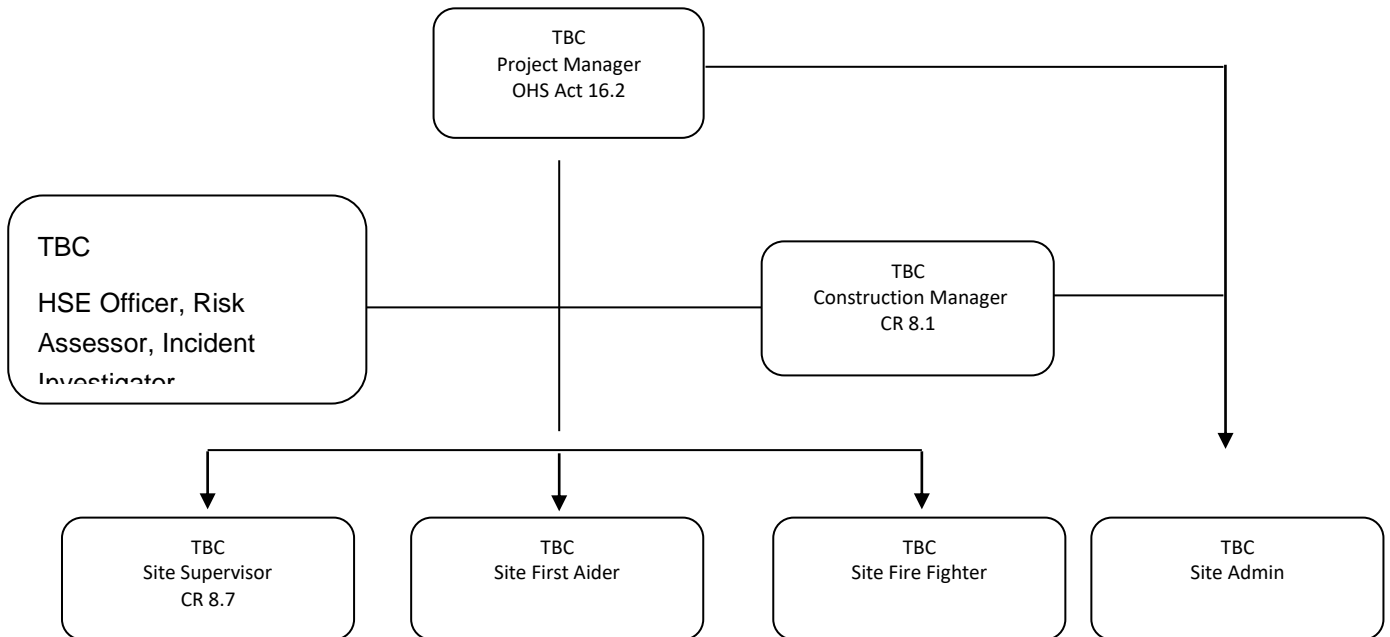 TBC
Project Manager
OHS Act 16.2
TBC
HSE Officer, Risk
Assessor, Incident
Investigator
TBC
Construction Manager
CR 8.1
TBC
Site Supervisor
CR 8.7
TBC
Site First Aider
TBC
Site Fire Fighter
TBC
Site Admin